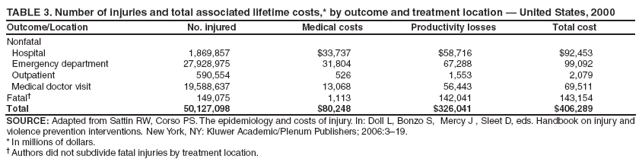 TABLE 3. Number of injuries and total associated lifetime costs,* by outcome and treatment location — United States, 2000
Outcome/Location No. injured Medical costs Productivity losses Total cost
Nonfatal
Hospital 1,869,857 $33,737 $58,716 $92,453
Emergency department 27,928,975 31,804 67,288 99,092
Outpatient 590,554 526 1,553 2,079
Medical doctor visit 19,588,637 13,068 56,443 69,511
Fatal† 149,075 1,113 142,041 143,154
Total 50,127,098 $80,248 $326,041 $406,289
SOURCE: Adapted from Sattin RW, Corso PS. The epidemiology and costs of injury. In: Doll L, Bonzo S, Mercy J , Sleet D, eds. Handbook on injury and
violence prevention interventions. New York, NY: Kluwer Academic/Plenum Publishers; 2006:3–19.
* In millions of dollars.
† Authors did not subdivide fatal injuries by treatment location.